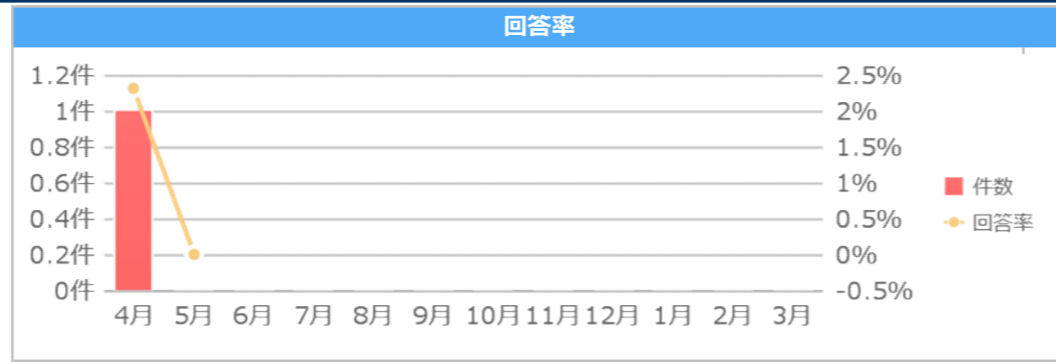 回答率
1.2件 2.5%
1件 2%
0.8件 1.5%
0.6件 1% 件数
0.4件 0.5% 回答率
0.2件 0%
0件 -0.5%
4月 5月 6月 7月 8月 9月 10月 11月 12月 1月 2月 3月